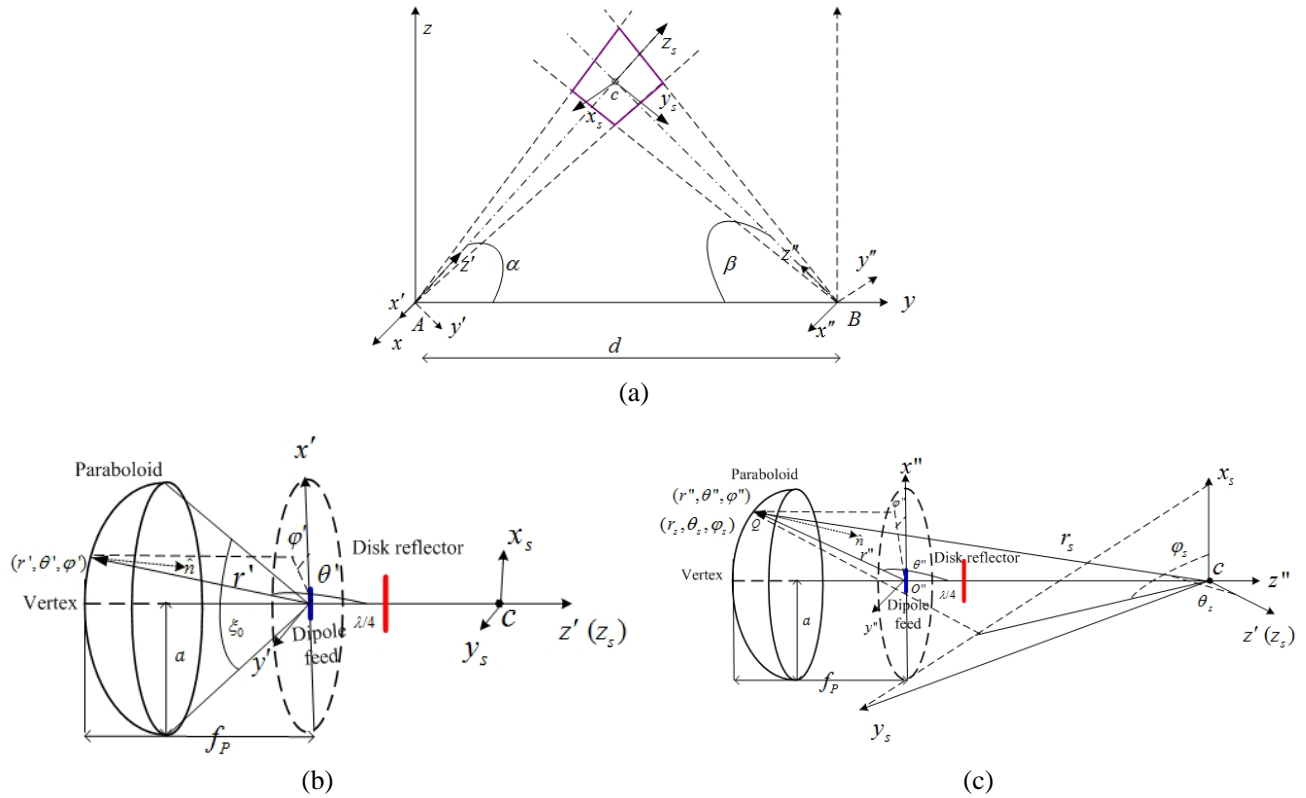 z
z_s
c
x_s
y_s
z'
α
β
z''
y''
x'
A
y'
x
x''
B
y
d
(a)
x'
Paraboloid
φ'
Disk reflector
x_s
(r', θ', φ')
n̂
r'
θ'
Vertex
λ/4
c
Dipole feed
z' (z_s)
ξ_0
y'
y_s
a
f_P
(b)
x"
Paraboloid
x_s
(r", θ", φ")
φ"
(r_s, θ_s, φ_s)
Q
n̂
Disk reflector
r_s
φ_s
r"
θ"
Vertex
O"
λ/4
c
z"
Dipole feed
θ_s
y"
a
z' (z_s)
f_P
y_s
(c)